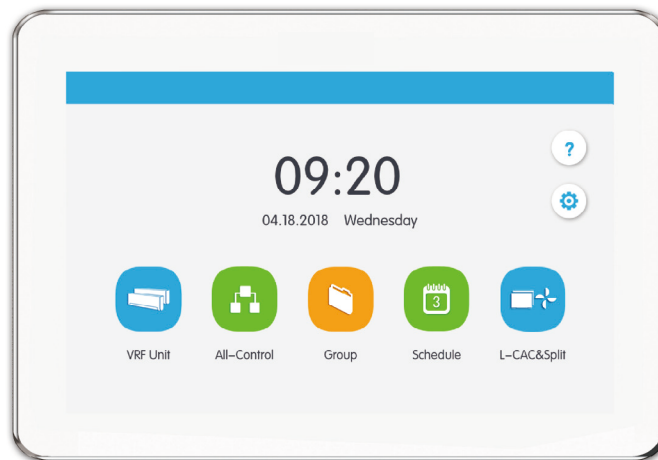 ?
09:20
04.18.2018 Wednesday
3
VRF Unit
All-Control
Group
Schedule
L-CAC&Split